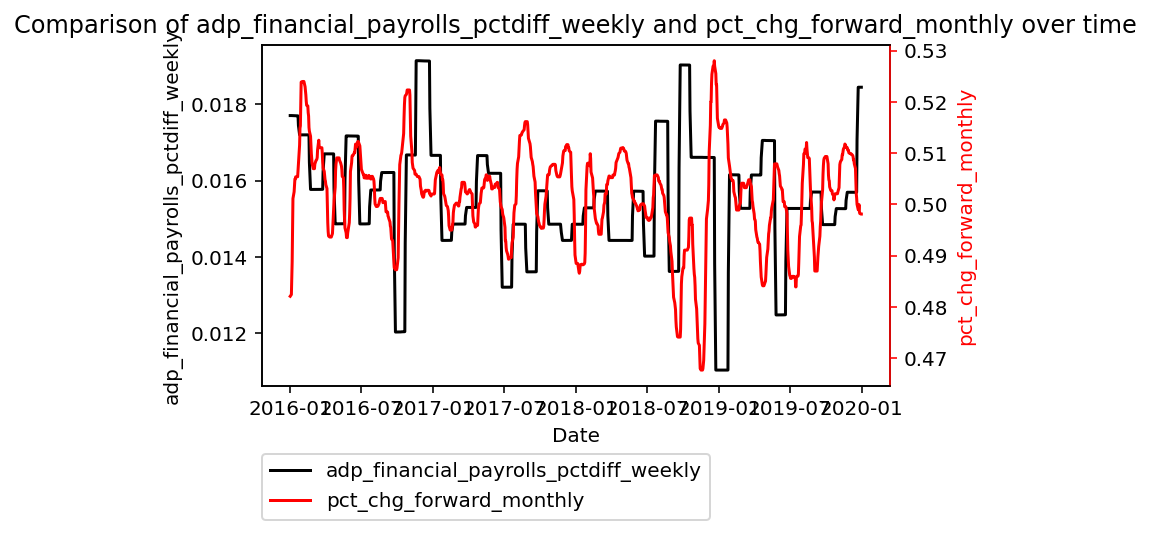 Comparison of adp_financial_payrolls_pctdiff_weekly and pct_chg_forward_monthly over time
adp_financial_payrolls_pctdiff_weekly
0.018
0.016
0.014
0.012
0.53
0.52
0.51
0.50
0.49
0.48
0.47
pct_chg_forward_monthly
2016-01 2016-07 2017-01 2017-07 2018-01 2018-07 2019-01 2019-07 2020-01
Date
adp_financial_payrolls_pctdiff_weekly
pct_chg_forward_monthly